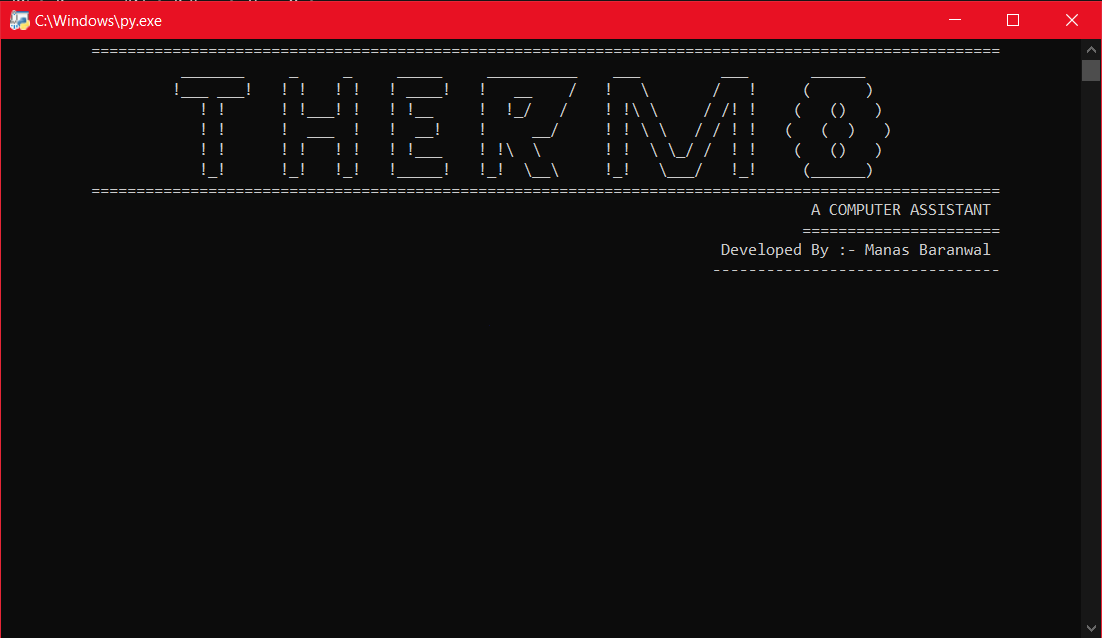 C:\Windows\py.exe
THERMO
A COMPUTER ASSISTANT
Developed By :- Manas Baranwal